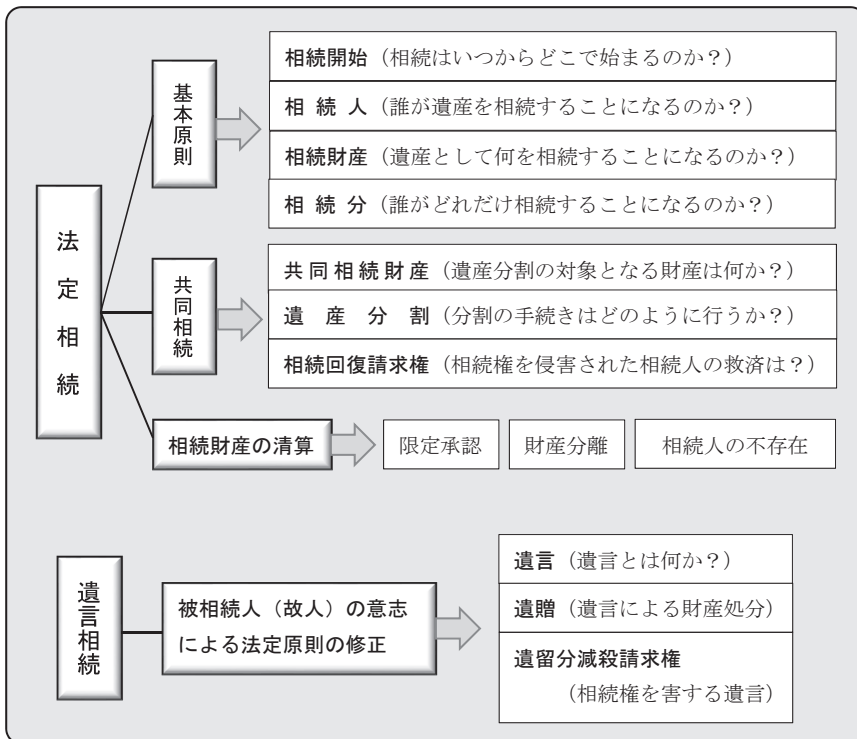 法定相続
基本原則
相続開始（相続はいつからどこで始まるのか？）
相続人（誰が遺産を相続することになるのか？）
相続財産（遺産として何を相続することになるのか？）
相続分（誰がどれだけ相続することになるのか？）
共同相続
共同相続財産（遺産分割の対象となる財産は何か？）
遺産分割（分割の手続きはどのように行うか？）
相続回復請求権（相続権を侵害された相続人の救済は？）
相続財産の清算
限定承認
財産分離
相続人の不存在
遺言相続
被相続人（故人）の意志
による法定原則の修正
遺言（遺言とは何か？）
遺贈（遺言による財産処分）
遺留分減殺請求権
（相続権を害する遺言）